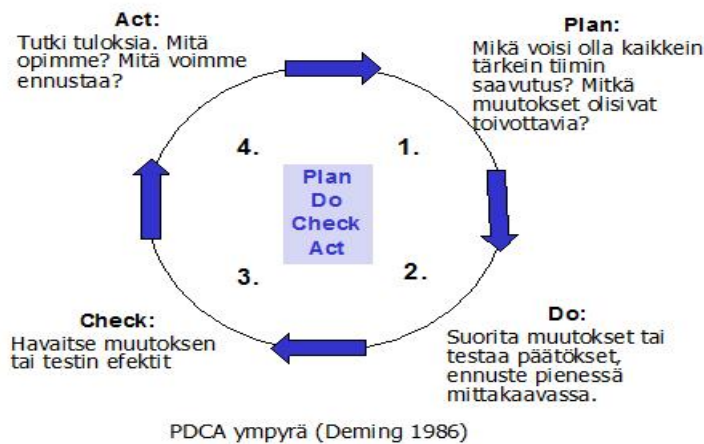 Act:
Tutki tuloksia. Mitä
opimme? Mitä voimme
ennustaa?
Plan:
Mikä voisi olla kaikkein
tärkein tiimin
saavutus? Mitkä
muutokset olisivat
toivottavia?
4.
1.
Plan
Do
Check
Act
3.
2.
Check:
Havaitse muutoksen
tai testin efektit
Do:
Suorita muutokset tai
testaa päätökset,
ennuste pienessä
mittakaavassa.
PDCA ympyrä (Deming 1986)